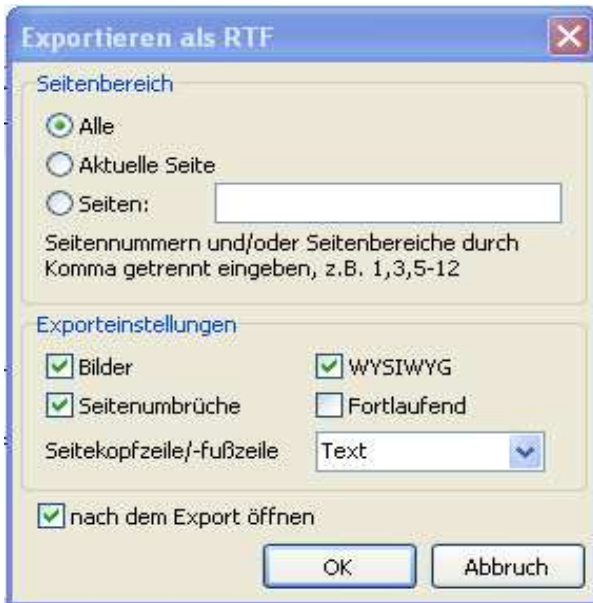 Exportieren als RTF
Seitenbereich
Alle
Aktuelle Seite
Seiten:
Seitennummern und/oder Seitenbereiche durch
Komma getrennt eingeben, z.B. 1,3,5-12
Exporteinstellungen
Bilder WYSIWYG
Seitenumbrüche Fortlaufend
Seitekopfzeile/-fußzeile Text
nach dem Export öffnen
OK Abbruch